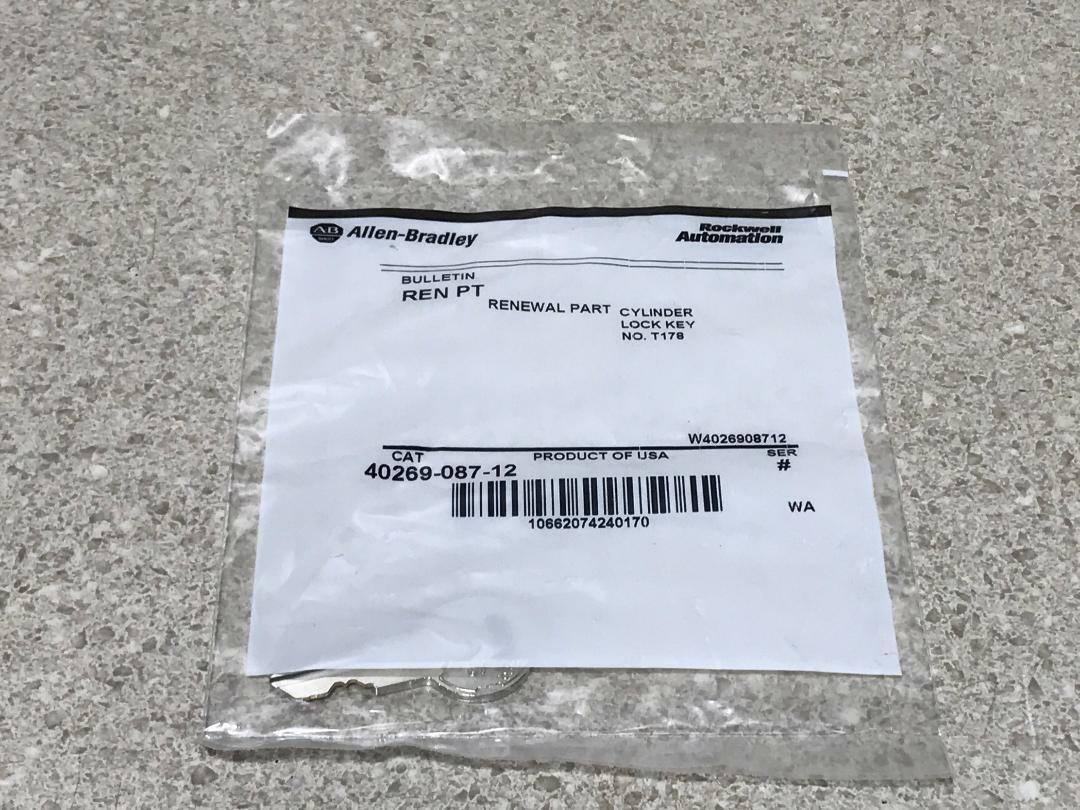 AB
Allen-Bradley
Rockwell
Automation
BULLETIN
REN PT
RENEWAL PART
CYLINDER
LOCK KEY
NO. T178
W4026908712
CAT
PRODUCT OF USA
SER
40269-087-12
#
10662074240170
WA